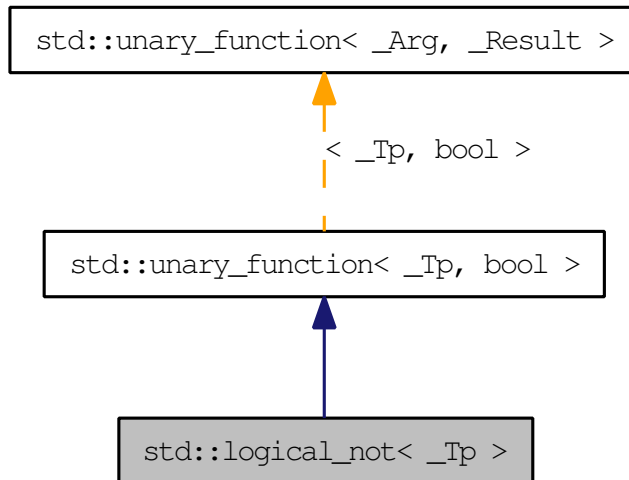 std::unary_function< _Arg, _Result >
< _Tp, bool >
std::unary_function< _Tp, bool >
std::logical_not< _Tp >